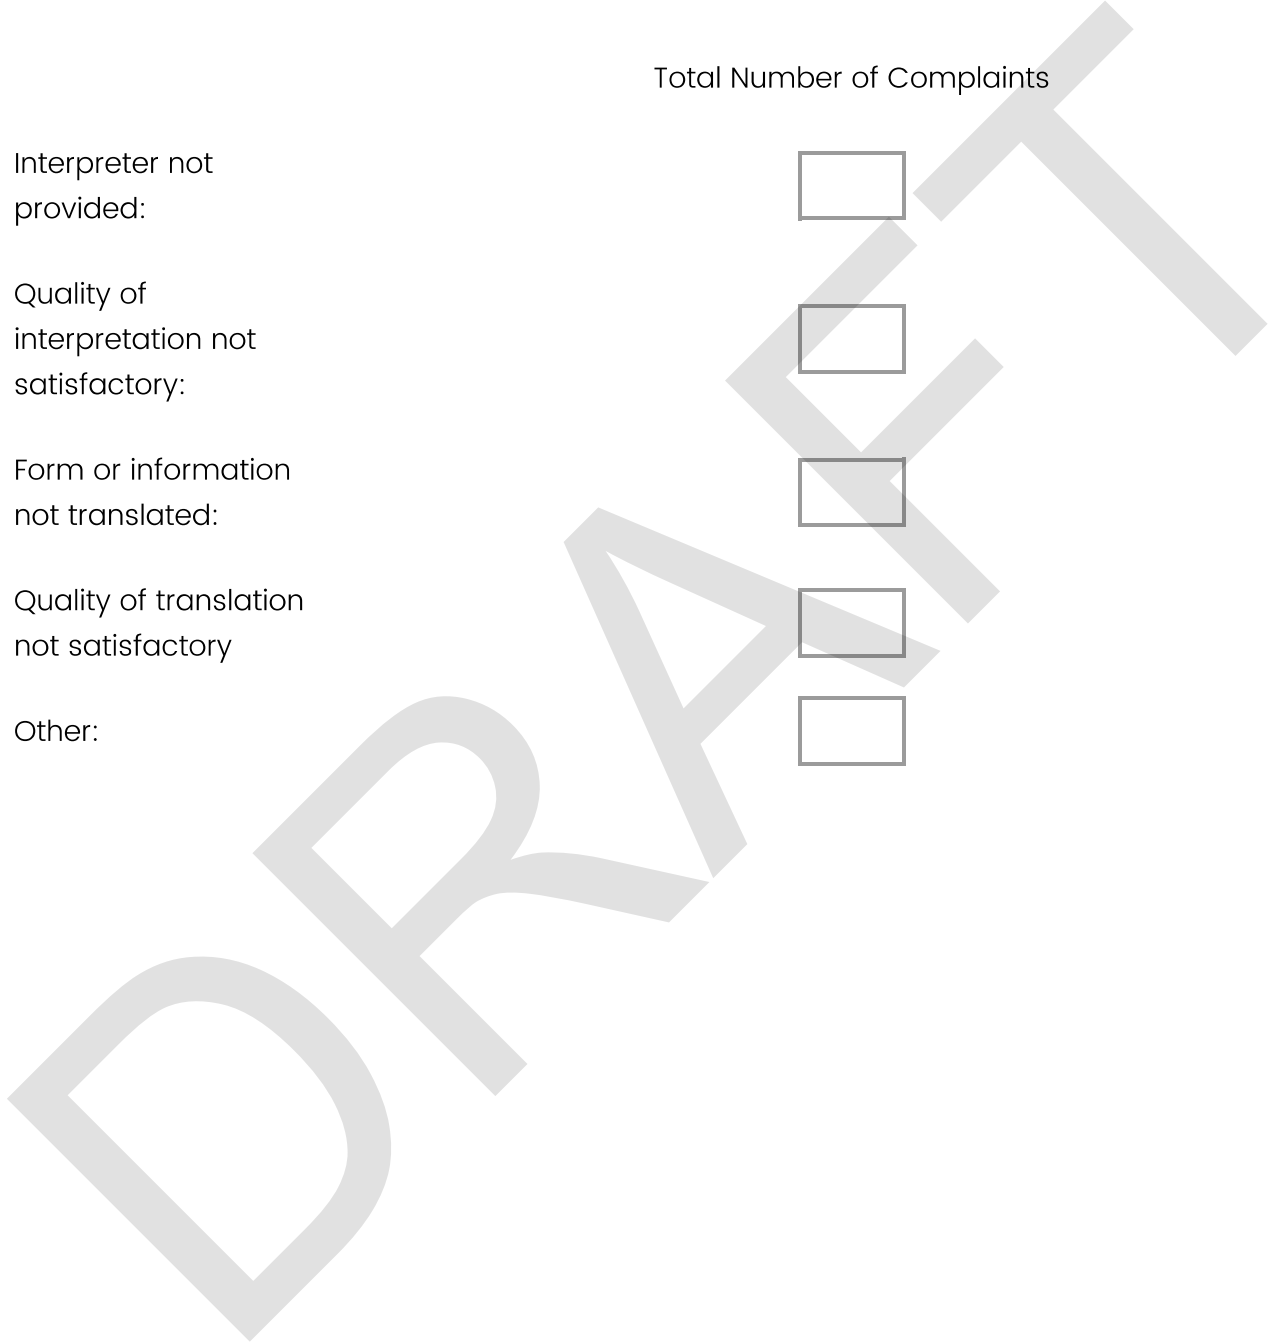 Total Number of Complaints
Interpreter not
provided:
Quality of
interpretation not
satisfactory:
Form or information
not translated:
Quality of translation
not satisfactory
Other:
DRAFT